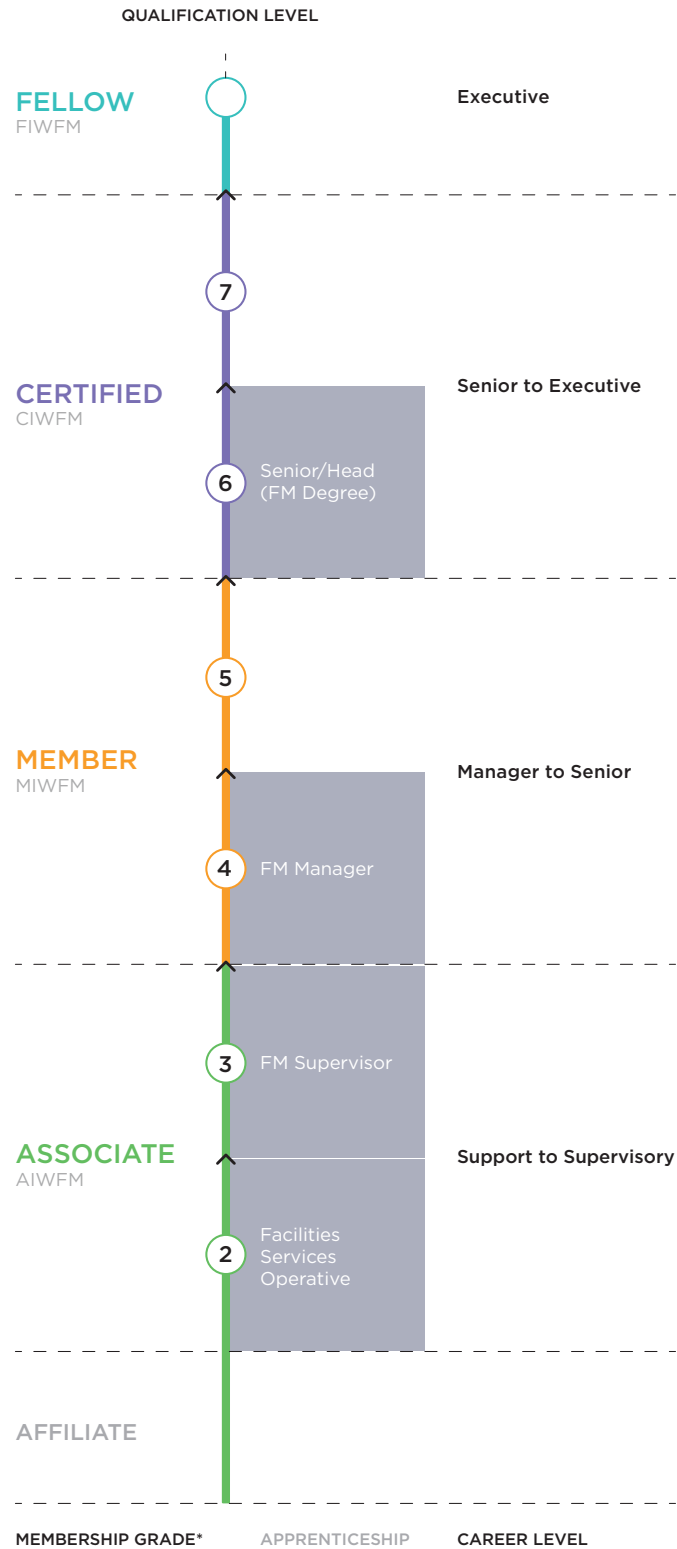 QUALIFICATION LEVEL
FELLOW
FIWFM
Executive
7
CERTIFIED
CIWFM
Senior to Executive
6
Senior/Head
(FM Degree)
5
MEMBER
MIWFM
Manager to Senior
4
FM Manager
3
FM Supervisor
ASSOCIATE
AIWFM
Support to Supervisory
2
Facilities
Services
Operative
AFFILIATE
MEMBERSHIP GRADE*
APPRENTICESHIP
CAREER LEVEL